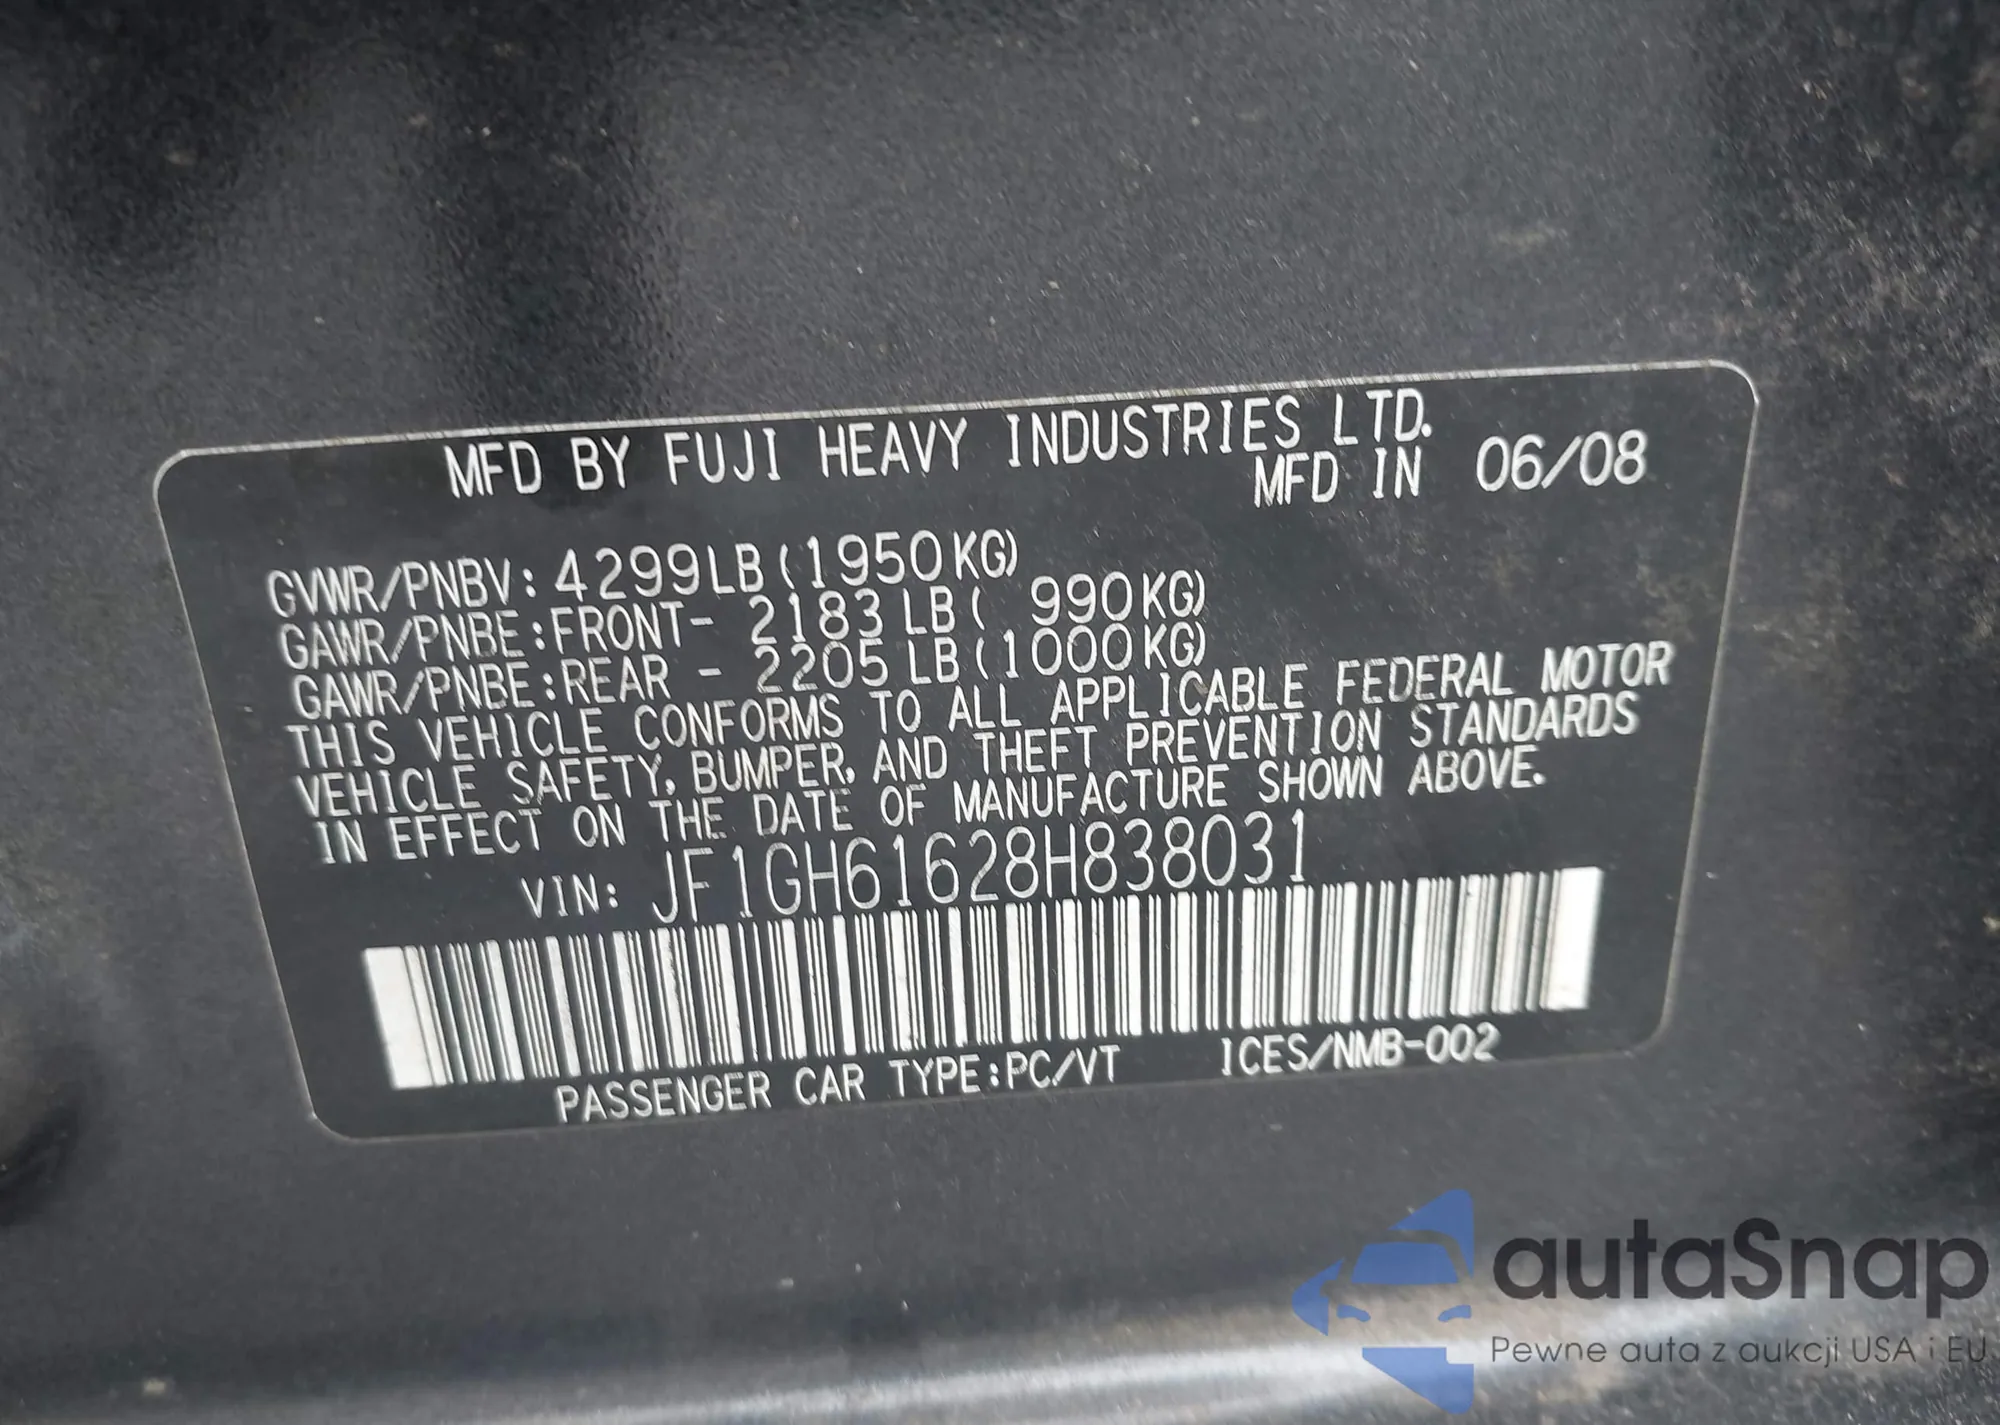 MFD BY FUJI HEAVY INDUSTRIES LTD.
MFD IN 06/08
GVWR/PNBV: 4299LB(1950KG)
GAWR/PNBE:FRONT- 2183LB( 990KG)
GAWR/PNBE:REAR - 2205LB(1000KG)
THIS VEHICLE CONFORMS TO ALL APPLICABLE FEDERAL MOTOR
VEHICLE SAFETY, BUMPER, AND THEFT PREVENTION STANDARDS
IN EFFECT ON THE DATE OF MANUFACTURE SHOWN ABOVE.
VIN: JF1GH61628H838031
PASSENGER CAR TYPE:PC/VT ICES/NMB-002
autaSnap
Pewne auta z aukcji USA i EU